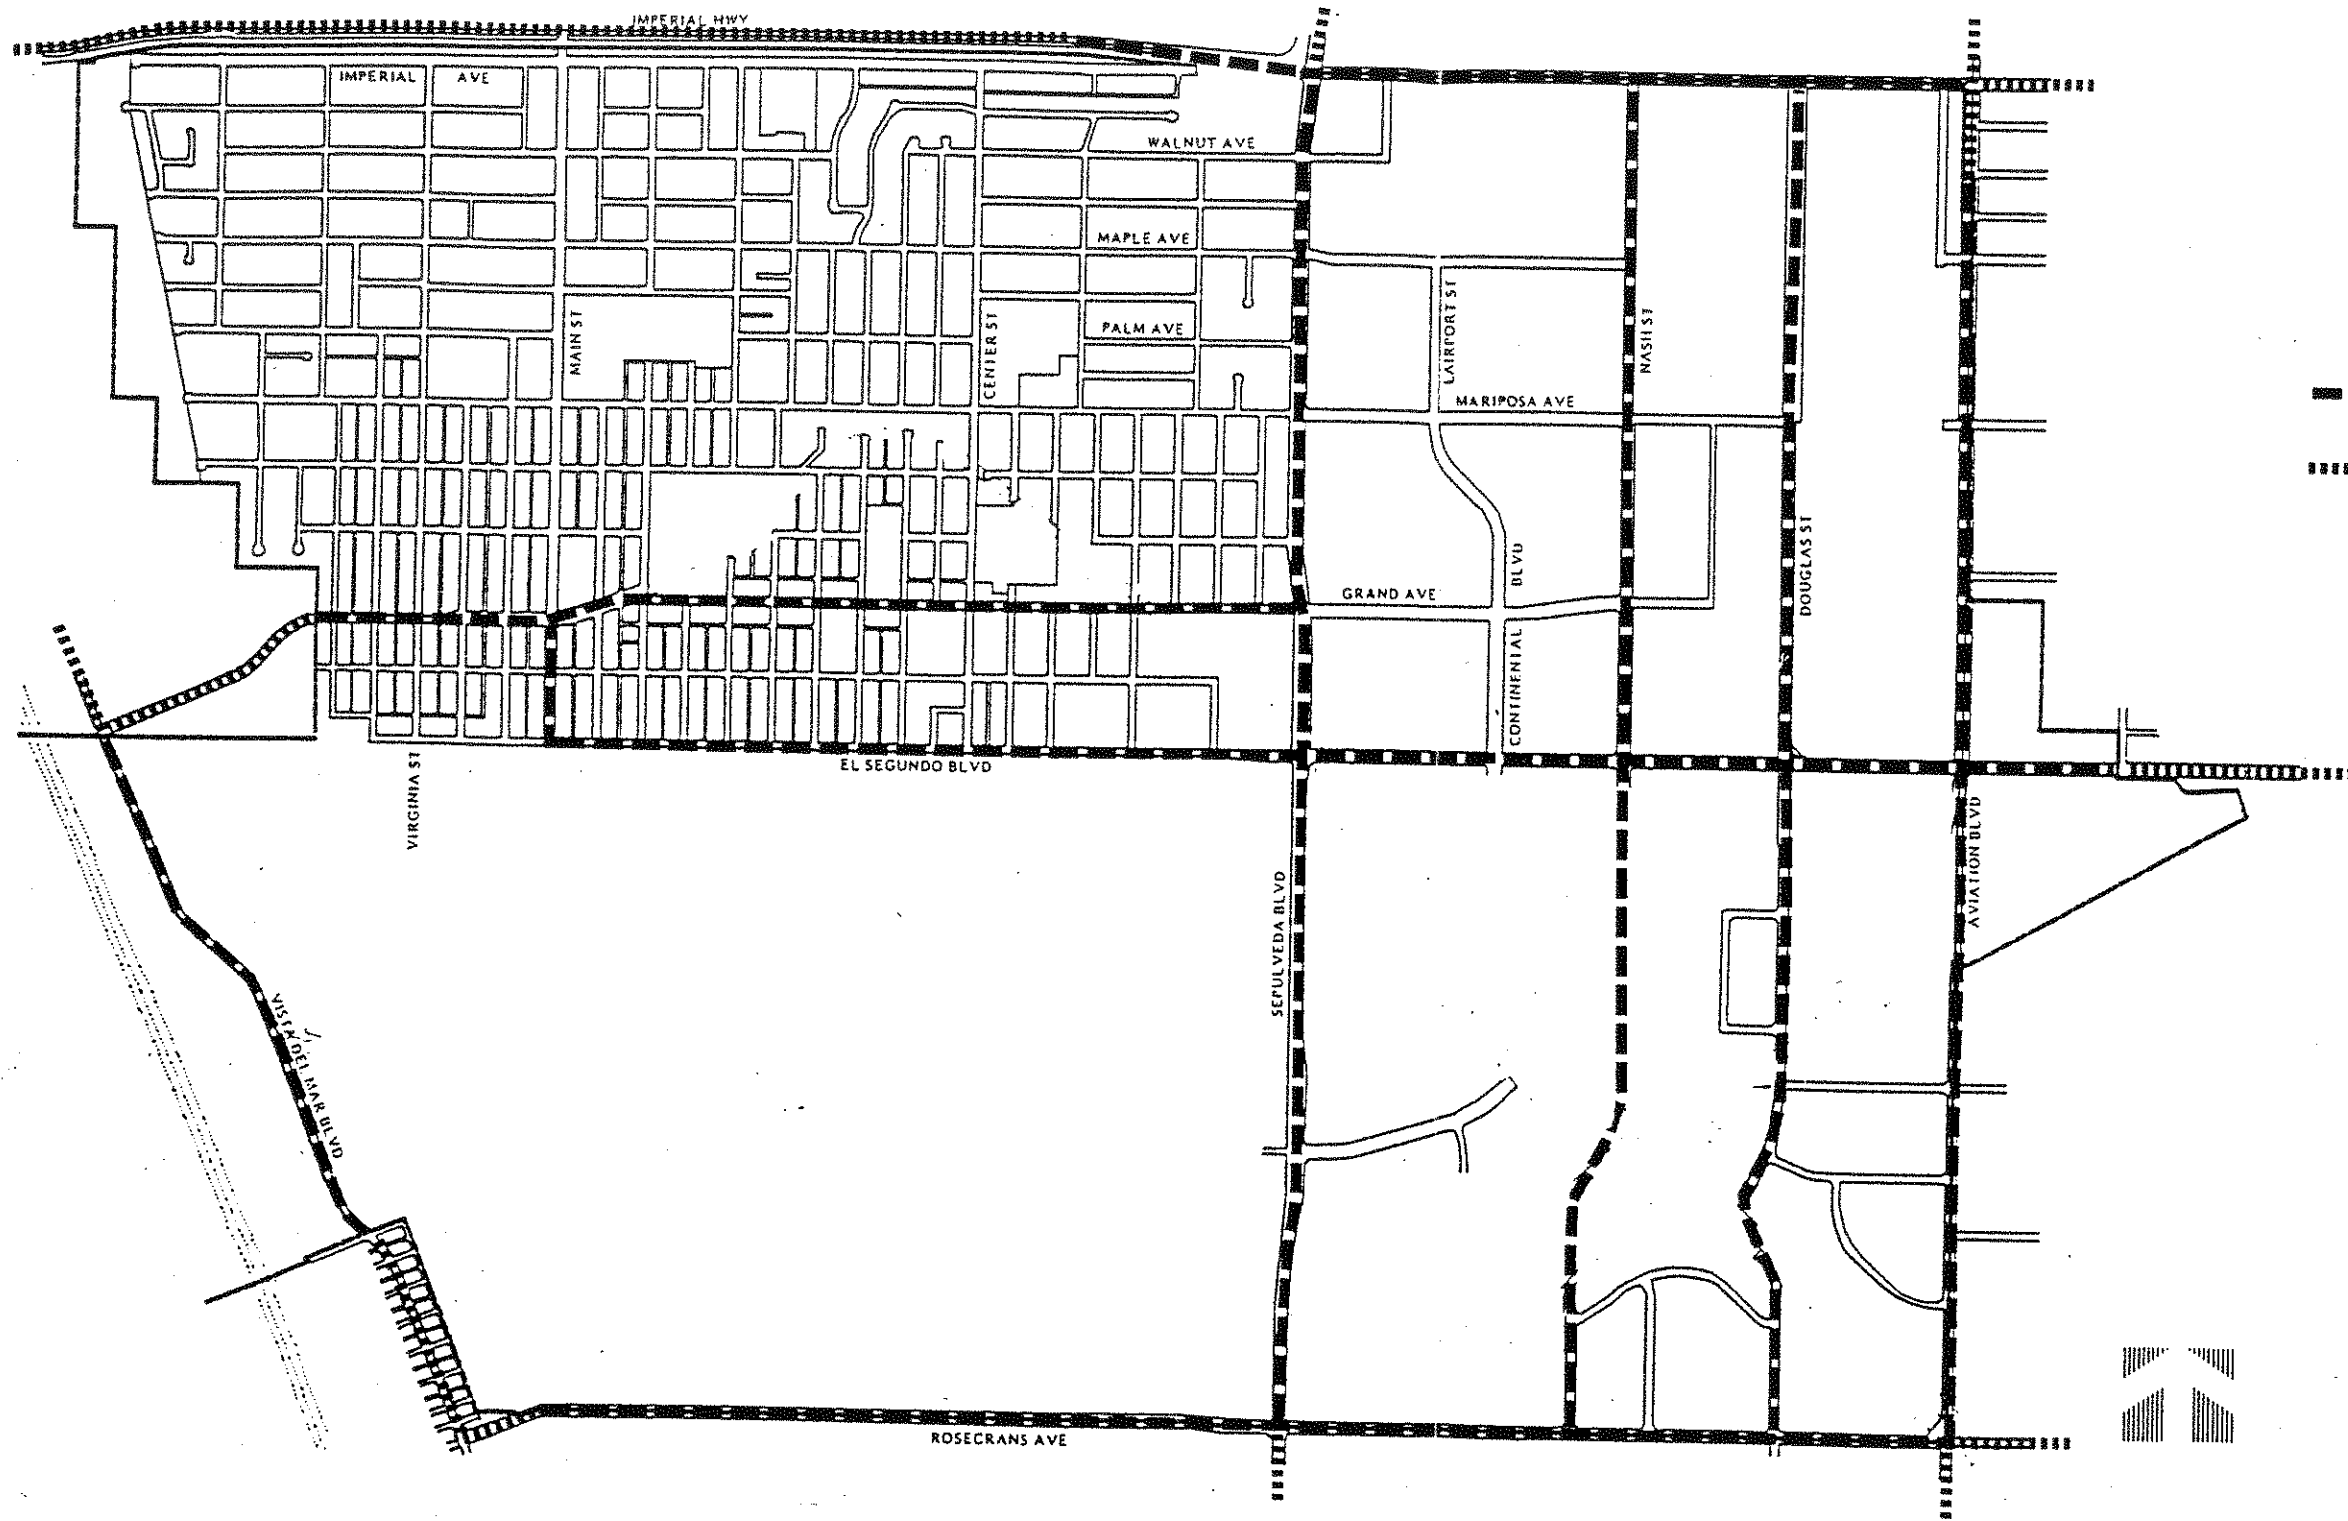 IMPERIAL HWY
IMPERIAL AVE
WALNUT AVE
MAPLE AVE
PALM AVE
MAIN ST
CENTER ST
LAIRPORT ST
NASH ST
MARIPOSA AVE
DOUGLAS ST
GRAND AVE
CONTINENTAL BLVD
EL SEGUNDO BLVD
VIRGINIA ST
SEPULVEDA BLVD
AVIATION BLVD
VISTA DEL MAR BLVD
ROSECRANS AVE